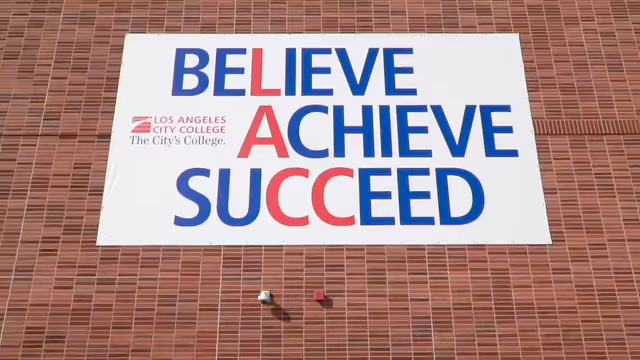 BELIEVE
LOS ANGELES
CITY COLLEGE
The City's College.
ACHIEVE
SUCCEED